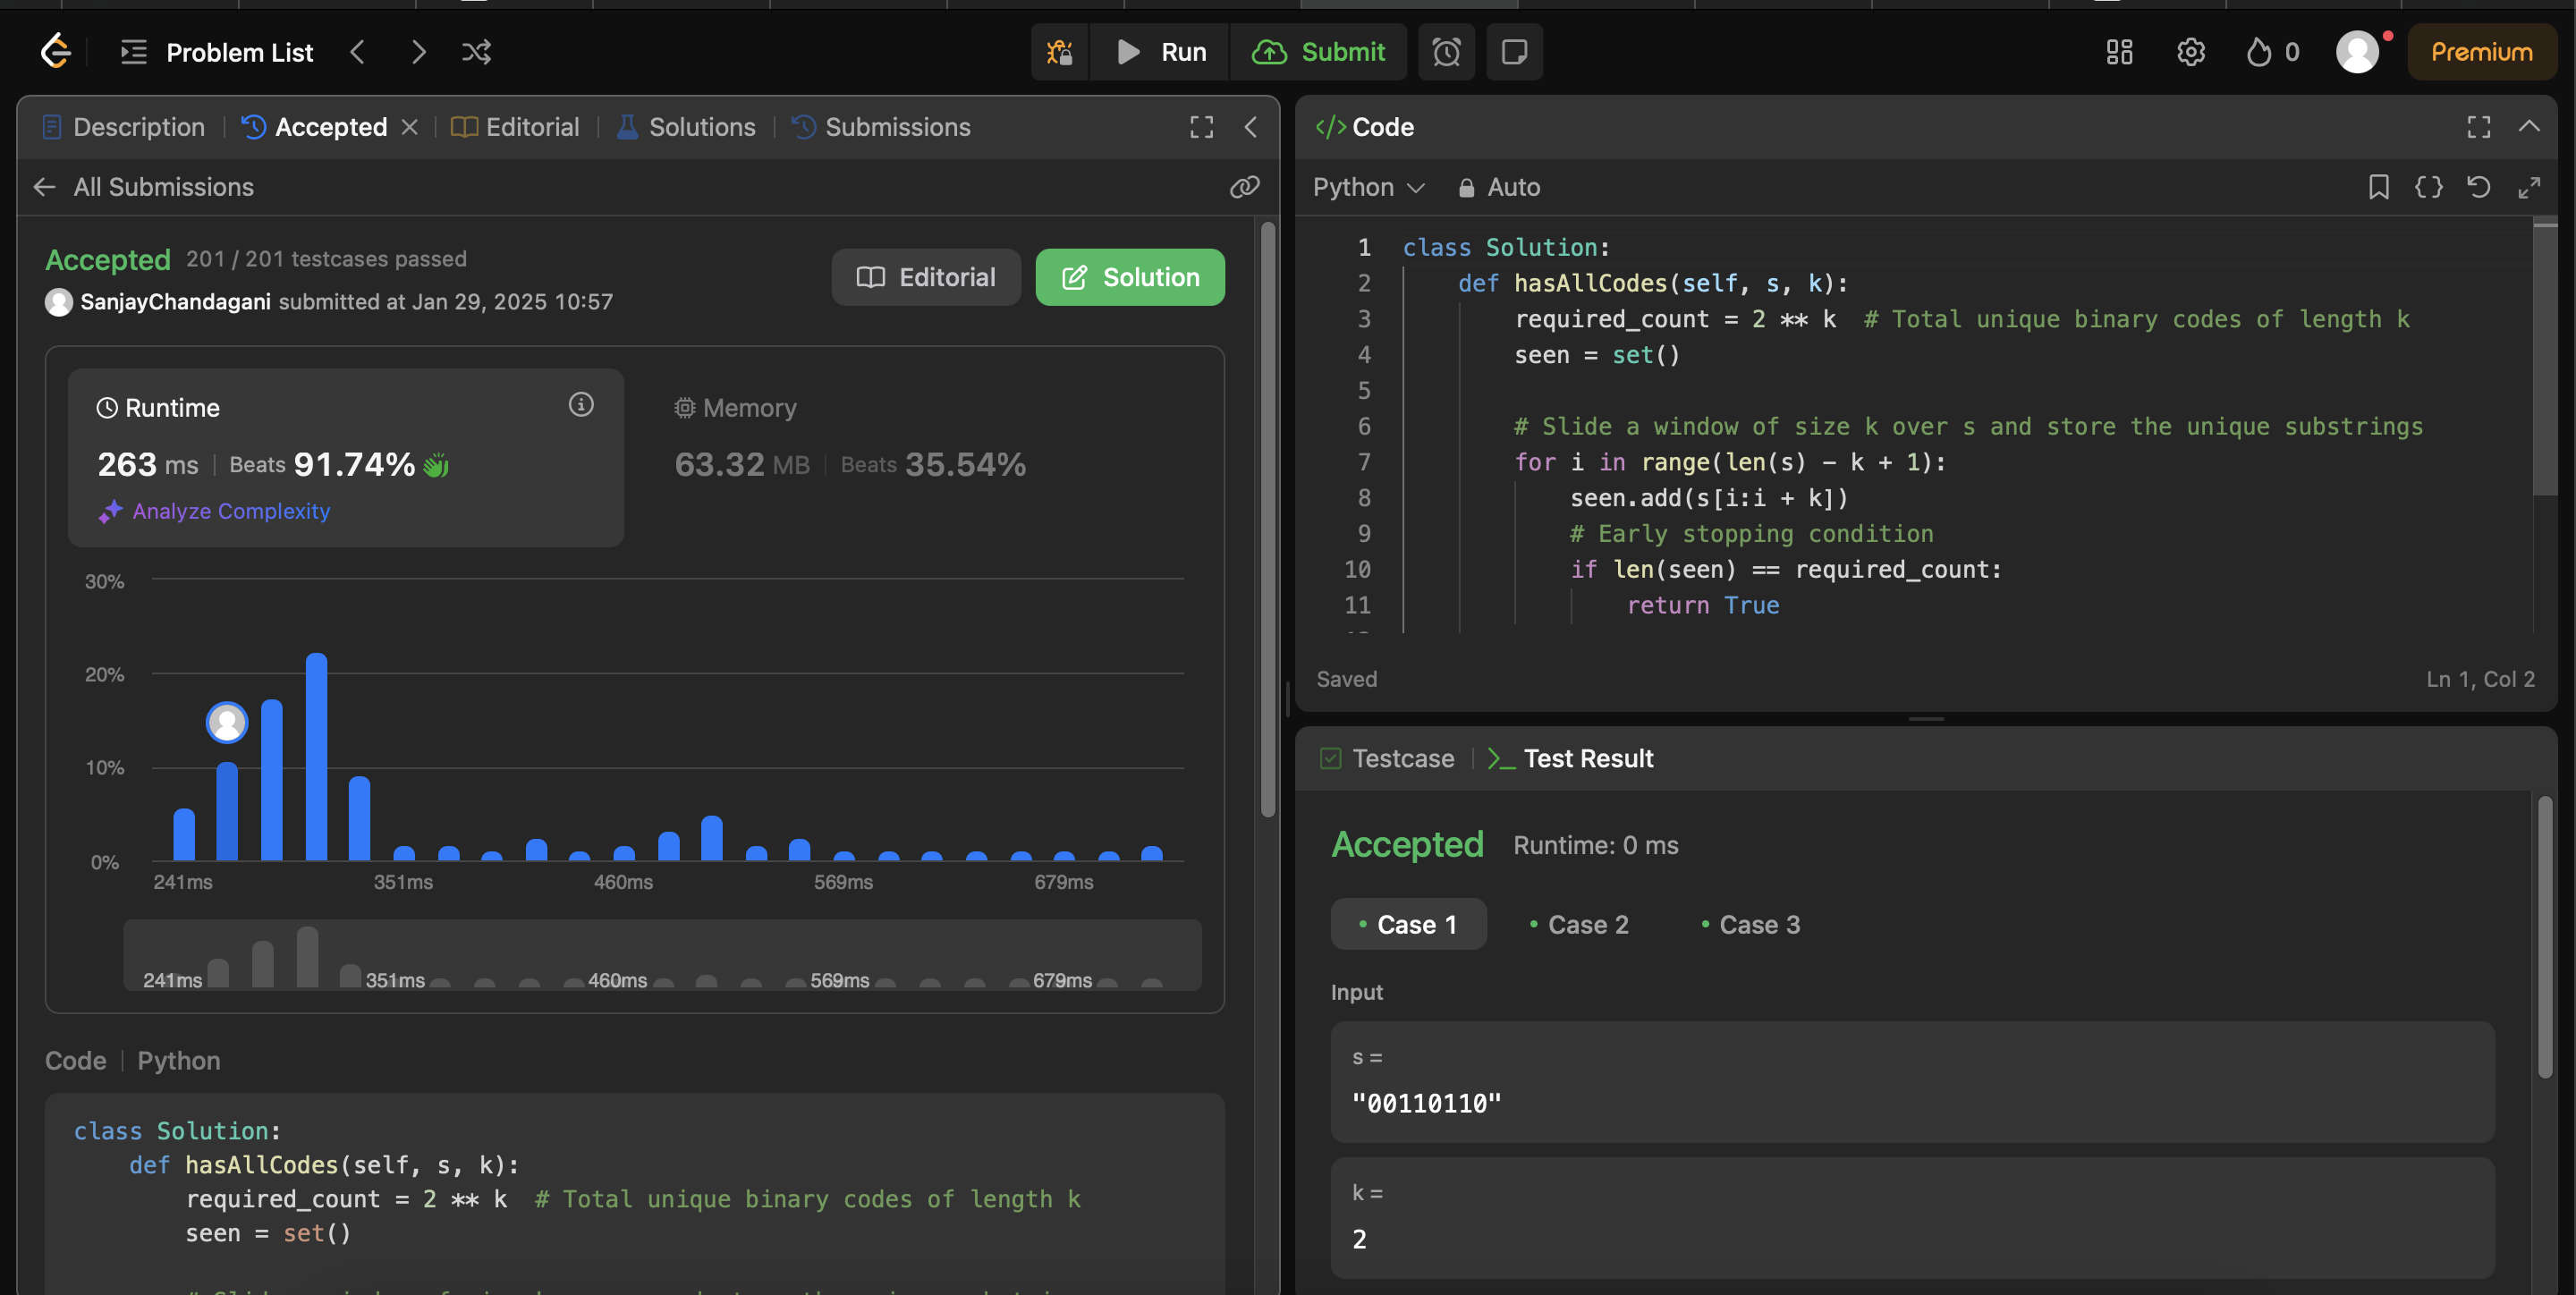 Problem List
Run
Submit
0
Premium
Description
Accepted
Editorial
Solutions
Submissions
All Submissions
Accepted 201 / 201 testcases passed
SanjayChandagani submitted at Jan 29, 2025 10:57
Editorial
Solution
Runtime
263 ms Beats 91.74%
Analyze Complexity
Memory
63.32 MB Beats 35.54%
30%
20%
10%
0%
241ms 351ms 460ms 569ms 679ms
241ms 351ms 460ms 569ms 679ms
Code Python
class Solution:
def hasAllCodes(self, s, k):
required_count = 2 ** k # Total unique binary codes of length k
seen = set()
</> Code
Python Auto
1 class Solution:
2 def hasAllCodes(self, s, k):
3 required_count = 2 ** k # Total unique binary codes of length k
4 seen = set()
5
6 # Slide a window of size k over s and store the unique substrings
7 for i in range(len(s) - k + 1):
8 seen.add(s[i:i + k])
9 # Early stopping condition
10 if len(seen) == required_count:
11 return True
Saved Ln 1, Col 2
Testcase
Test Result
Accepted Runtime: 0 ms
Case 1
Case 2
Case 3
Input
s =
"00110110"
k =
2